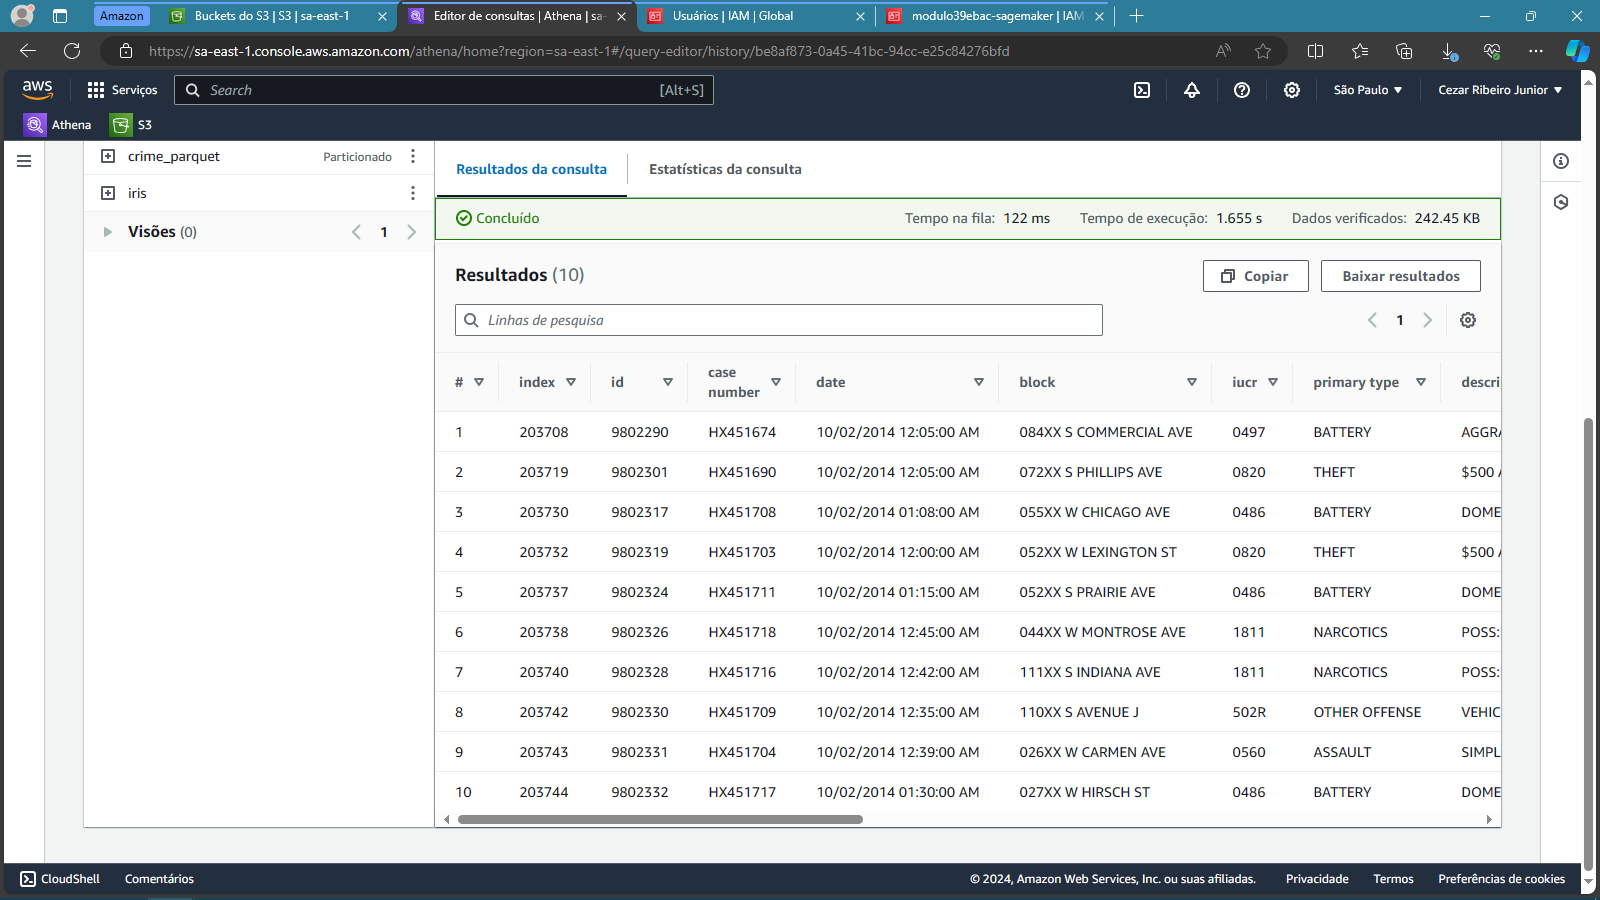 Amazon
Buckets do S3 | S3 | sa-east-1
Editor de consultas | Athena | sa-
Usuários | IAM | Global
modulo39ebac-sagemaker | IAM
https://sa-east-1.console.aws.amazon.com/athena/home?region=sa-east-1#/query-editor/history/be8af873-0a45-41bc-94cc-e25c84276bfd
aws
Serviços
Search
[Alt+S]
São Paulo
Cezar Ribeiro Junior
Athena
S3
crime_parquet
Particionado
iris
Visões (0)
1
Resultados da consulta
Estatísticas da consulta
Concluído
Tempo na fila: 122 ms
Tempo de execução: 1.655 s
Dados verificados: 242.45 KB
Resultados (10)
Copiar
Baixar resultados
Linhas de pesquisa
1
# index id case number date block iucr primary type descri
1 203708 9802290 HX451674 10/02/2014 12:05:00 AM 084XX S COMMERCIAL AVE 0497 BATTERY AGGRA
2 203719 9802301 HX451690 10/02/2014 12:05:00 AM 072XX S PHILLIPS AVE 0820 THEFT $500 A
3 203730 9802317 HX451708 10/02/2014 01:08:00 AM 055XX W CHICAGO AVE 0486 BATTERY DOME
4 203732 9802319 HX451703 10/02/2014 12:00:00 AM 052XX W LEXINGTON ST 0820 THEFT $500 A
5 203737 9802324 HX451711 10/02/2014 01:15:00 AM 052XX S PRAIRIE AVE 0486 BATTERY DOME
6 203738 9802326 HX451718 10/02/2014 12:45:00 AM 044XX W MONTROSE AVE 1811 NARCOTICS POSS:
7 203740 9802328 HX451716 10/02/2014 12:42:00 AM 111XX S INDIANA AVE 1811 NARCOTICS POSS:
8 203742 9802330 HX451709 10/02/2014 12:35:00 AM 110XX S AVENUE J 502R OTHER OFFENSE VEHIC
9 203743 9802331 HX451704 10/02/2014 12:39:00 AM 026XX W CARMEN AVE 0560 ASSAULT SIMPL
10 203744 9802332 HX451717 10/02/2014 01:30:00 AM 027XX W HIRSCH ST 0486 BATTERY DOME
CloudShell
Comentários
© 2024, Amazon Web Services, Inc. ou suas afiliadas.
Privacidade
Termos
Preferências de cookies